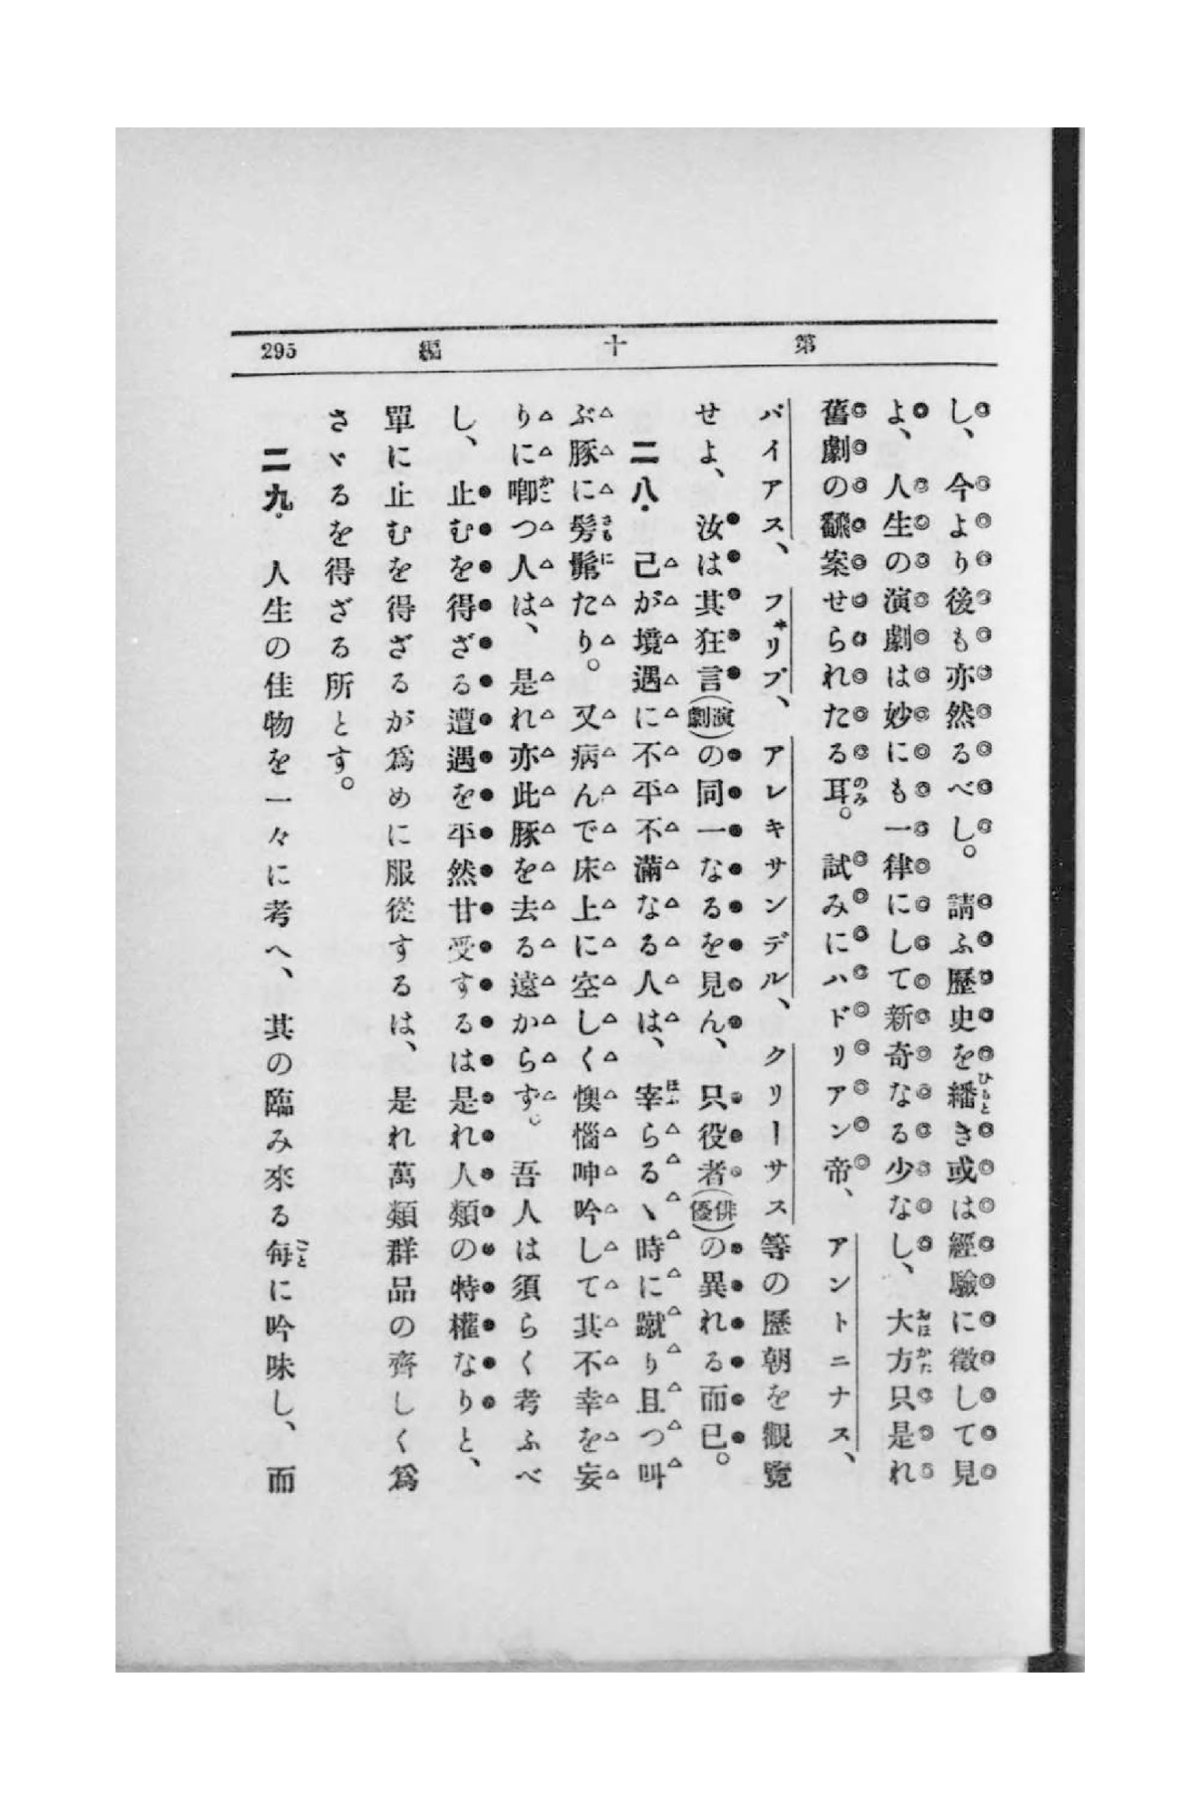 第十編 295
し、今より後も亦然るべし。請ふ歷史を繙き或は經驗に徵して見
よ、人生の演劇は妙にも一律にして新奇なる少なし、大方只是れ
舊劇の飜案せられたる耳。試みにハドリアン帝、アントニナス、
バイアス、フヰリプ、アレキサンデル、クリーサス等の歷朝を觀覽
せよ、汝は其狂言(演劇)の同一なるを見ん、只役者(俳優)の異れる而已。
二八. 己が境遇に不平不滿なる人は、宰らるゝ時に蹴り且つ叫
ぶ豚に髣髴たり。又病んで床上に空しく懊惱呻吟して其不幸を妄
りに喞つ人は、是れ亦此豚を去る遠からず。吾人は須らく考ふべ
し、止むを得ざる遭遇を平然甘受するは是れ人類の特權なりと、
單に止むを得ざるが爲めに服從するは、是れ萬類群品の齊しく爲
さゞるを得ざる所とす。
二九. 人生の佳物を一々に考へ、其の臨み來る每に吟味し、而